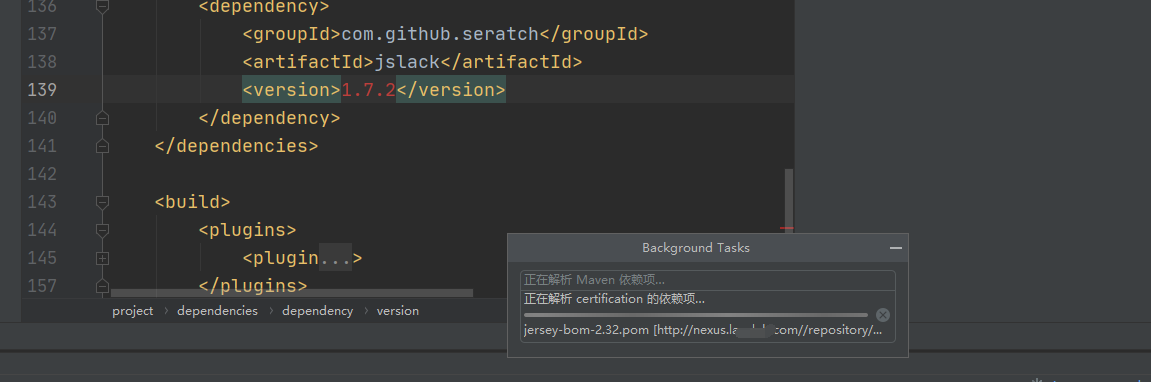 136 <dependency>
137 <groupId>com.github.seratch</groupId>
138 <artifactId>jslack</artifactId>
139 <version>1.7.2</version>
140 </dependency>
141 </dependencies>
142
143 <build>
144 <plugins>
145 <plugin...>
157 </plugins>
project › dependencies › dependency › version
Background Tasks
正在解析 Maven 依赖项...
正在解析 certification 的依赖项...
jersey-bom-2.32.pom [http://nexus.la com//repository/...